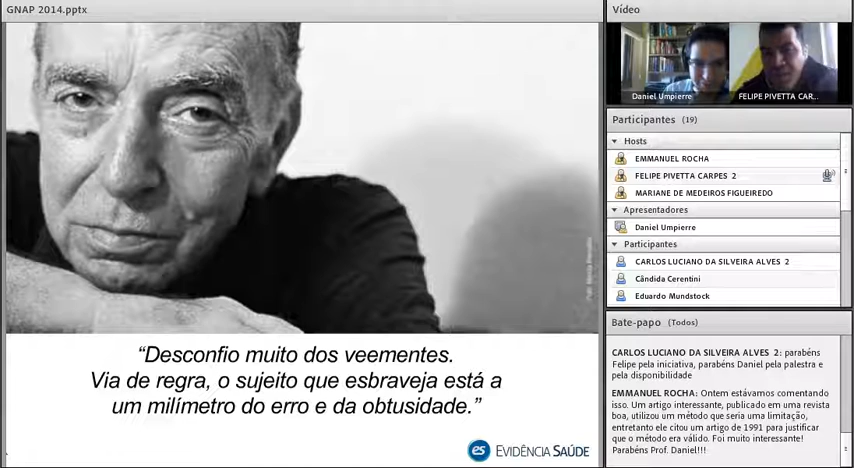 GNAP 2014.pptx
“Desconfio muito dos veementes.
Via de regra, o sujeito que esbraveja está a
um milímetro do erro e da obtusidade.”
es EVIDÊNCIA SAÚDE
Vídeo
Daniel Umpierre
FELIPE PIVETTA CAR...
Participantes (19)
Hosts
EMMANUEL ROCHA
FELIPE PIVETTA CARPES 2
MARIANE DE MEDEIROS FIGUEIREDO
Apresentadores
Daniel Umpierre
Participantes
CARLOS LUCIANO DA SILVEIRA ALVES 2
Cândida Cerentini
Eduardo Mundstock
Bate-papo (Todos)
CARLOS LUCIANO DA SILVEIRA ALVES 2: parabéns
Felipe pela iniciativa, parabéns Daniel pela palestra e
pela disponibilidade
EMMANUEL ROCHA: Ontem estávamos comentando
isso. Um artigo interessante, publicado em uma revista
boa, utilizou um método que seria uma limitação,
entretanto ele citou um artigo de 1991 para justificar
que o método era válido. Foi muito interessante!
Parabéns Prof. Daniel!!!